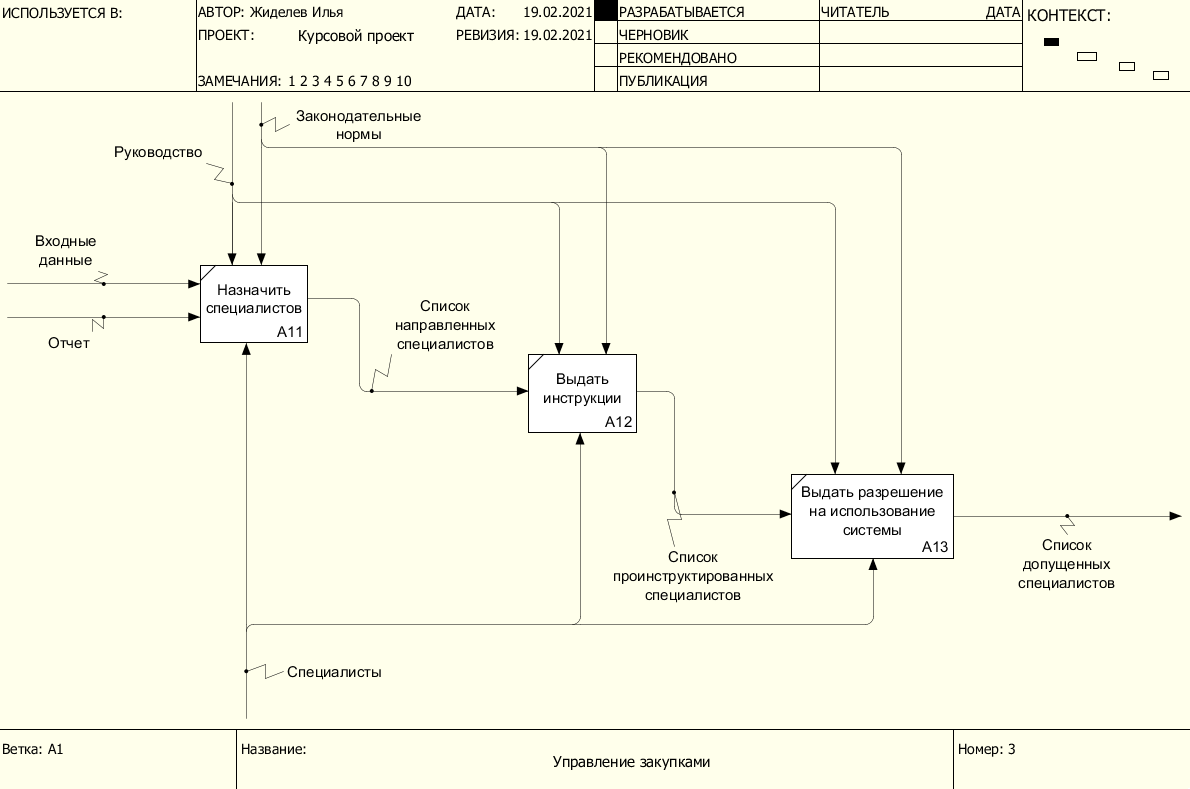 ИСПОЛЬЗУЕТСЯ В:
АВТОР: Жиделев Илья
ДАТА: 19.02.2021
ПРОЕКТ: Курсовой проект
РЕВИЗИЯ: 19.02.2021
ЗАМЕЧАНИЯ: 1 2 3 4 5 6 7 8 9 10
РАЗРАБАТЫВАЕТСЯ
ЧЕРНОВИК
РЕКОМЕНДОВАНО
ПУБЛИКАЦИЯ
ЧИТАТЕЛЬ
ДАТА
КОНТЕКСТ:
Законодательные
нормы
Руководство
Входные
данные
Отчет
Назначить
специалистов
A11
Список
направленных
специалистов
Выдать
инструкции
A12
Список
проинструктированных
специалистов
Выдать разрешение
на использование
системы
A13
Список
допущенных
специалистов
Специалисты
Ветка: A1
Название:
Управление закупками
Номер: 3